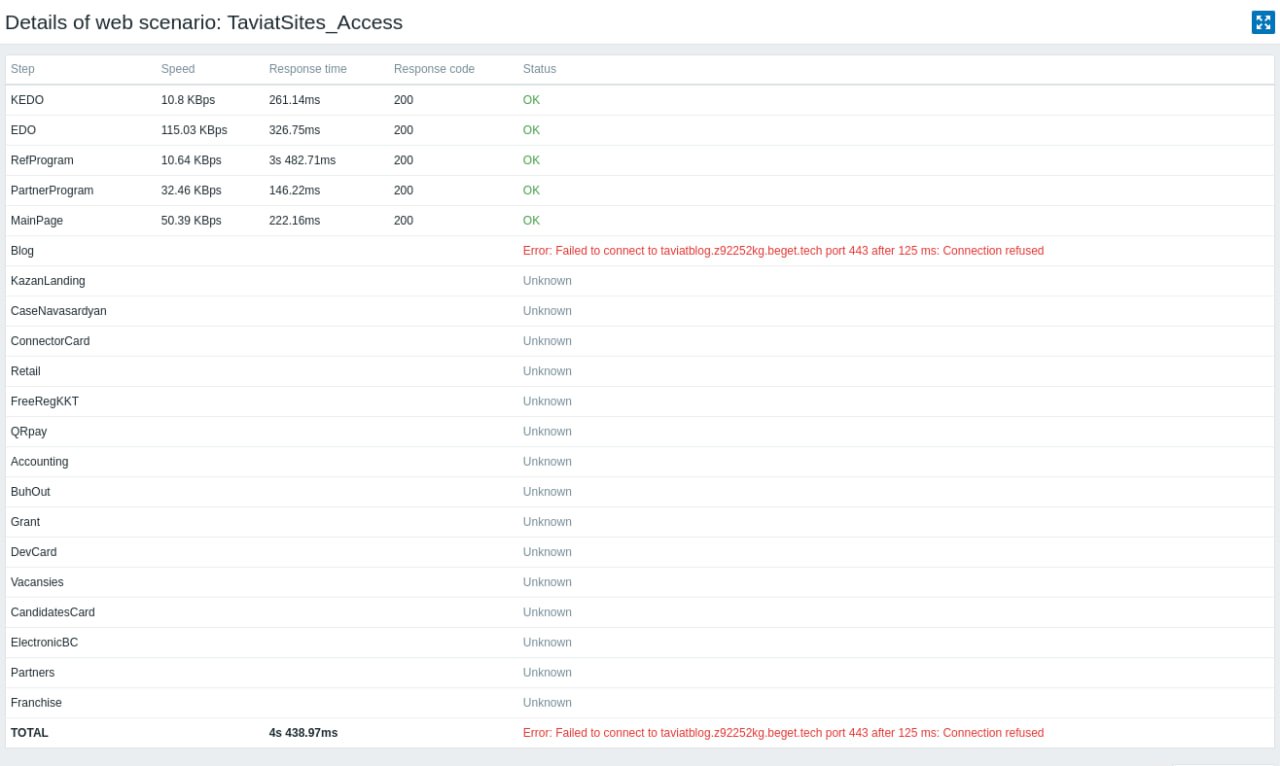 Details of web scenario: TaviatSites_Access
Step Speed Response time Response code Status
KEDO 10.8 KBps 261.14ms 200 OK
EDO 115.03 KBps 326.75ms 200 OK
RefProgram 10.64 KBps 3s 482.71ms 200 OK
PartnerProgram 32.46 KBps 146.22ms 200 OK
MainPage 50.39 KBps 222.16ms 200 OK
Blog Error: Failed to connect to taviatblog.z92252kg.beget.tech port 443 after 125 ms: Connection refused
KazanLanding Unknown
CaseNavasardyan Unknown
ConnectorCard Unknown
Retail Unknown
FreeRegKKT Unknown
QRpay Unknown
Accounting Unknown
BuhOut Unknown
Grant Unknown
DevCard Unknown
Vacansies Unknown
CandidatesCard Unknown
ElectronicBC Unknown
Partners Unknown
Franchise Unknown
TOTAL 4s 438.97ms Error: Failed to connect to taviatblog.z92252kg.beget.tech port 443 after 125 ms: Connection refused